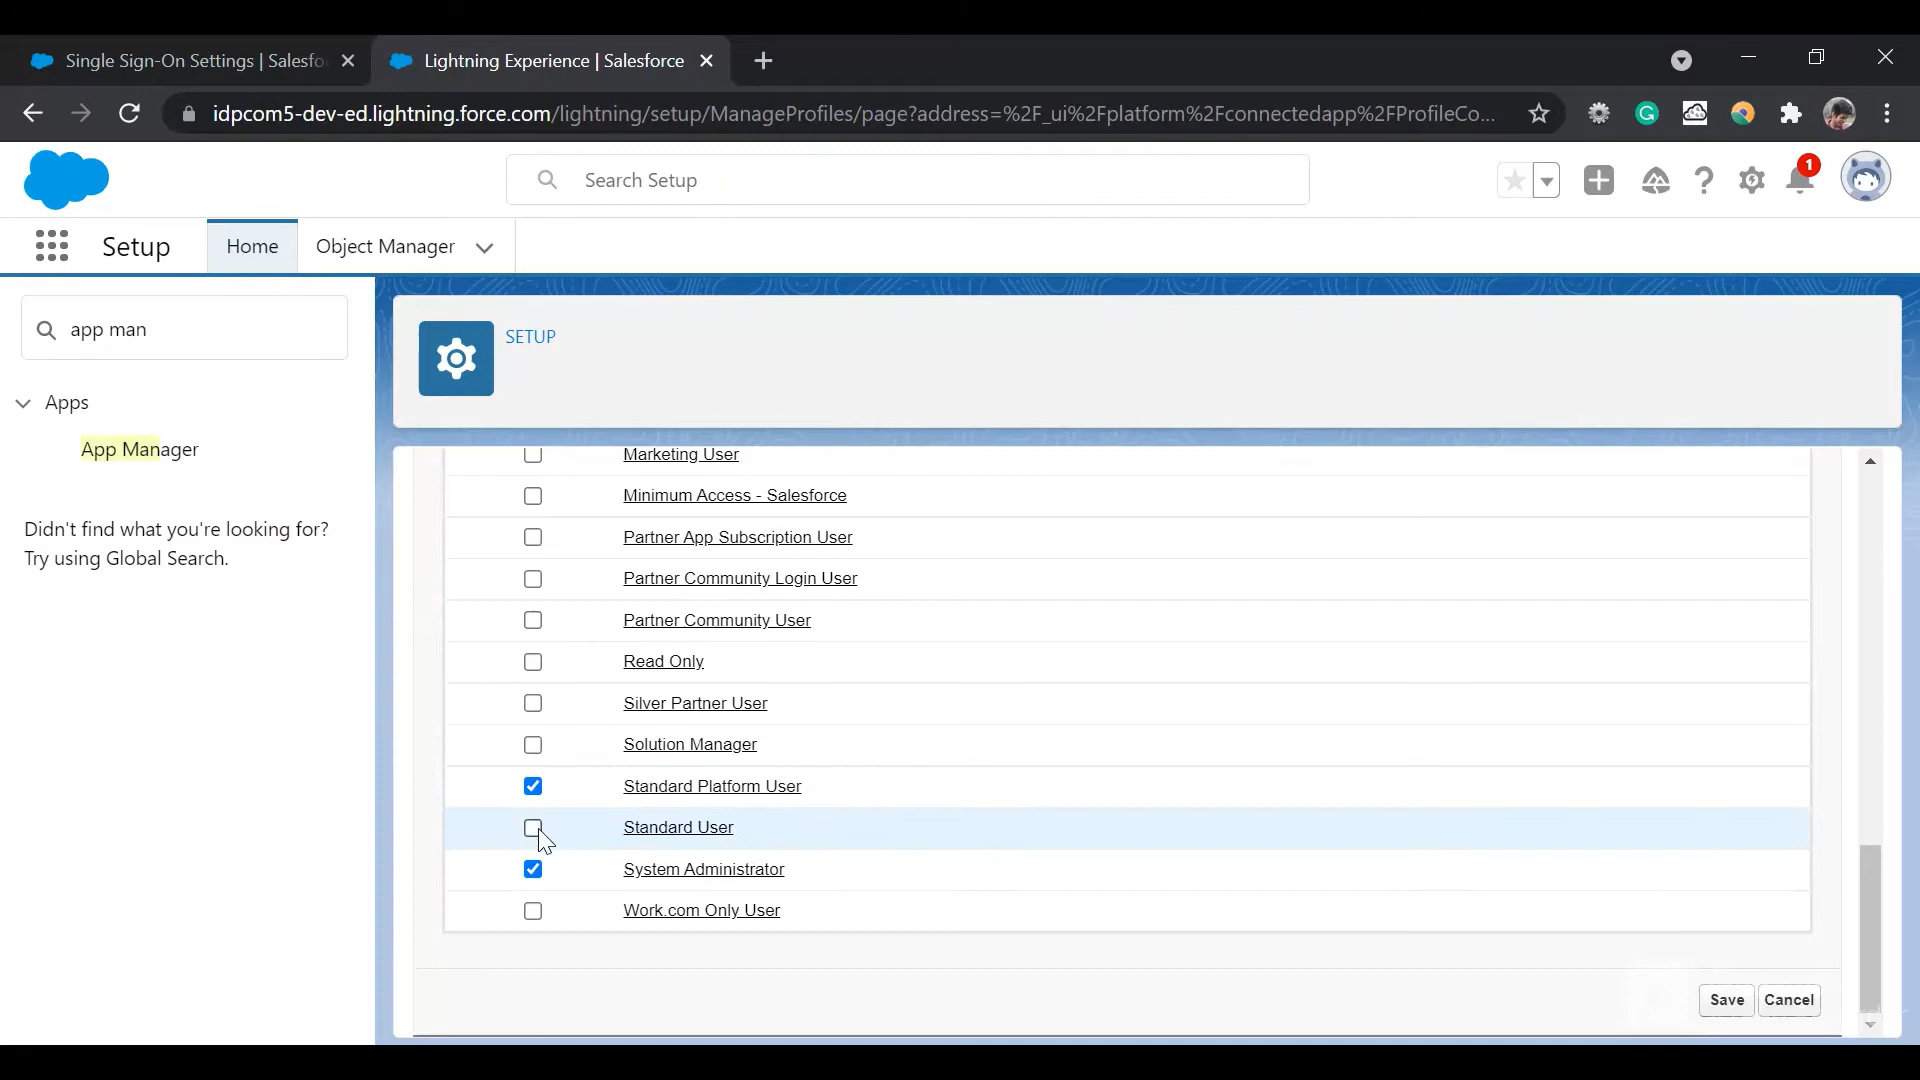 Single Sign-On Settings | Salesfo
Lightning Experience | Salesforce
idpcom5-dev-ed.lightning.force.com/lightning/setup/ManageProfiles/page?address=%2F_ui%2Fplatform%2Fconnectedapp%2FProfileCo...
Search Setup
1
Setup
Home
Object Manager
app man
Apps
App Manager
Didn't find what you're looking for?
Try using Global Search.
SETUP
Marketing User
Minimum Access - Salesforce
Partner App Subscription User
Partner Community Login User
Partner Community User
Read Only
Silver Partner User
Solution Manager
Standard Platform User
Standard User
System Administrator
Work.com Only User
Save
Cancel